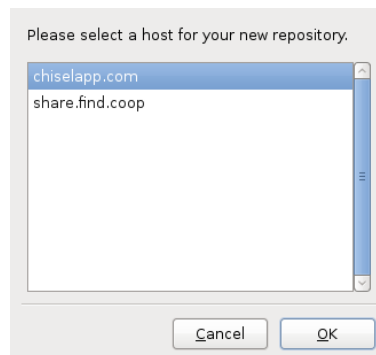 Please select a host for your new repository.
chiselapp.com
share.find.coop
Cancel
OK